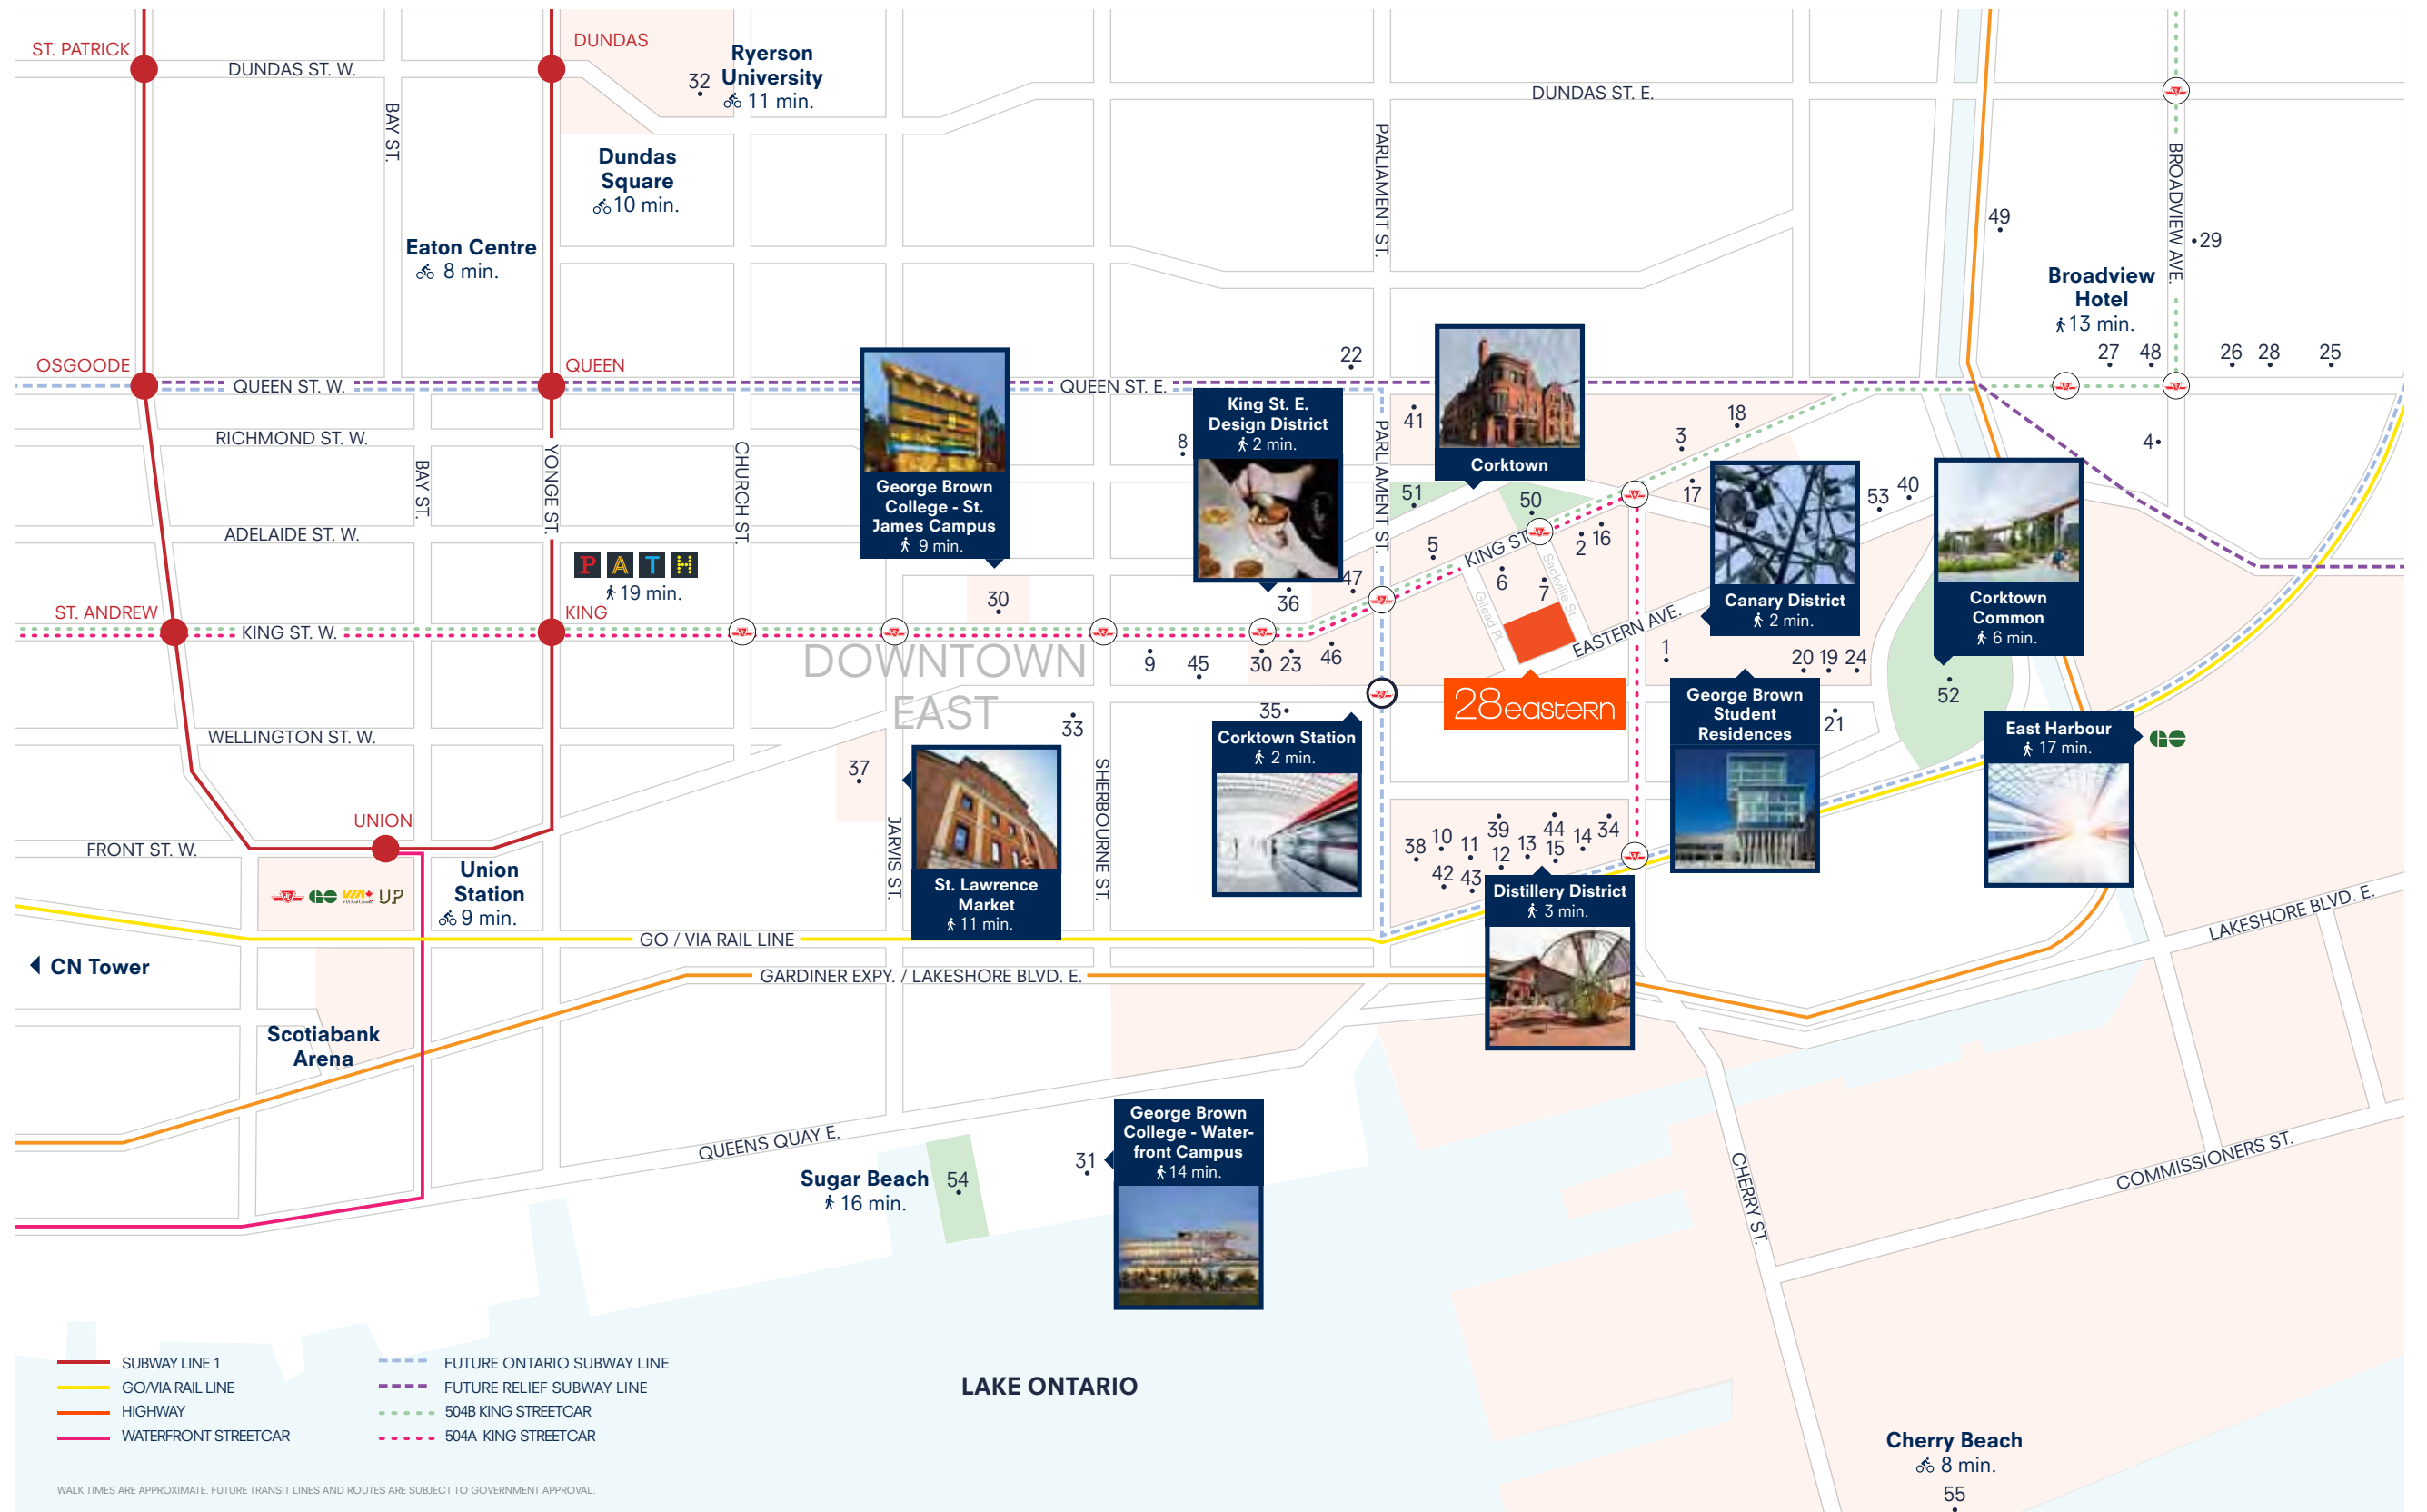 ST. PATRICK
DUNDAS
DUNDAS ST. W.
32
Ryerson
University
11 min.
DUNDAS ST. E.
BAY ST.
PARLIAMENT ST.
BROADVIEW AVE.
Dundas
Square
10 min.
49
29
Eaton Centre
8 min.
Broadview
Hotel
13 min.
27
48
26
28
25
22
OSGOODE
QUEEN
QUEEN ST. W.
QUEEN ST. E.
King St. E.
Design District
2 min.
41
18
3
8
4
RICHMOND ST. W.
BAY ST.
YONGE ST.
CHURCH ST.
PARLIAMENT ST.
Corktown
George Brown
College - St.
James Campus
9 min.
51
50
17
53
40
ADELAIDE ST. W.
5
KING ST
2
16
Sackville St.
6
7
Gilead Pl
PATH
19 min.
30
47
36
Canary District
2 min.
Corktown
Common
6 min.
ST. ANDREW
KING
KING ST. W.
EASTERN AVE.
DOWNTOWN
EAST
9
45
30
23
46
1
20
19
24
52
28eastern
George Brown
Student
Residences
21
35
33
Corktown Station
2 min.
East Harbour
17 min.
GO
WELLINGTON ST. W.
37
SHERBOURNE ST.
JARVIS ST.
UNION
FRONT ST. W.
38
10
11
39
12
13
44
15
14
34
42
43
Union
Station
9 min.
GO
VIA
UP
St. Lawrence
Market
11 min.
Distillery District
3 min.
LAKESHORE BLVD. E.
GO / VIA RAIL LINE
CN Tower
GARDINER EXPY. / LAKESHORE BLVD. E.
Scotiabank
Arena
QUEENS QUAY E.
George Brown
College - Water-
front Campus
14 min.
31
Sugar Beach
16 min.
54
CHERRY ST.
COMMISSIONERS ST.
SUBWAY LINE 1
GO/VIA RAIL LINE
HIGHWAY
WATERFRONT STREETCAR
FUTURE ONTARIO SUBWAY LINE
FUTURE RELIEF SUBWAY LINE
504B KING STREETCAR
504A KING STREETCAR
LAKE ONTARIO
Cherry Beach
8 min.
55
WALK TIMES ARE APPROXIMATE. FUTURE TRANSIT LINES AND ROUTES ARE SUBJECT TO GOVERNMENT APPROVAL.